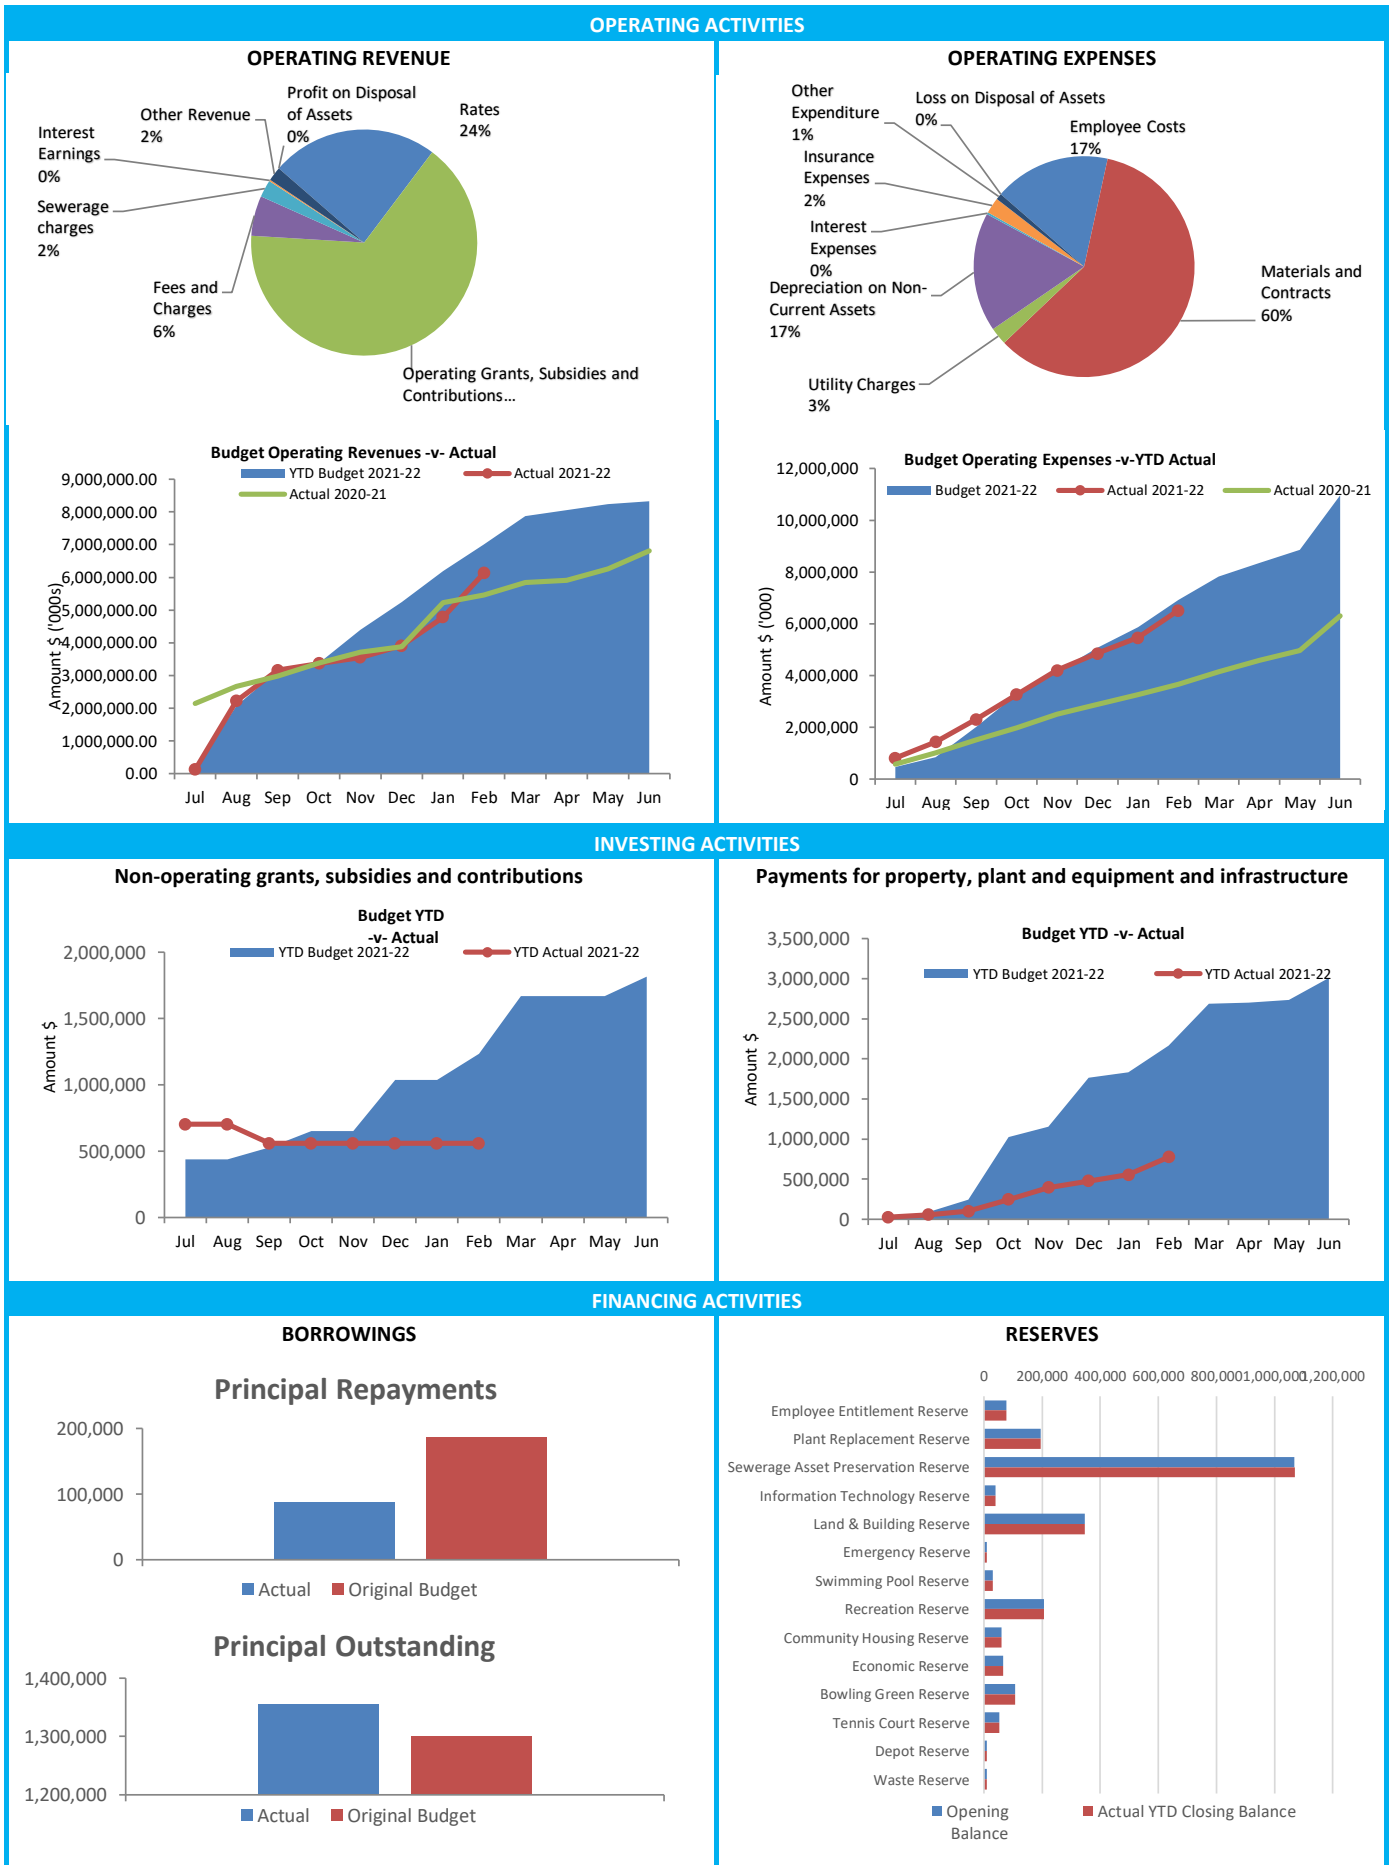 OPERATING ACTIVITIES
OPERATING REVENUE
Profit on Disposal
of Assets
0%
Rates
24%
Other Revenue
2%
Interest
Earnings
0%
Sewerage
charges
2%
Fees and
Charges
6%
Operating Grants, Subsidies and
Contributions...
OPERATING EXPENSES
Other
Expenditure
1%
Loss on Disposal of Assets
0%
Employee Costs
17%
Insurance
Expenses
2%
Interest
Expenses
0%
Depreciation on Non-
Current Assets
17%
Materials and
Contracts
60%
Utility Charges
3%
Budget Operating Revenues -v- Actual
YTD Budget 2021-22
Actual 2021-22
Actual 2020-21
9,000,000.00
8,000,000.00
7,000,000.00
6,000,000.00
5,000,000.00
4,000,000.00
3,000,000.00
2,000,000.00
1,000,000.00
0.00
Amount $ ('000s)
Jul Aug Sep Oct Nov Dec Jan Feb Mar Apr May Jun
Budget Operating Expenses -v-YTD Actual
Budget 2021-22
Actual 2021-22
Actual 2020-21
12,000,000
10,000,000
8,000,000
6,000,000
4,000,000
2,000,000
0
Amount $ ('000)
Jul Aug Sep Oct Nov Dec Jan Feb Mar Apr May Jun
INVESTING ACTIVITIES
Non-operating grants, subsidies and contributions
Budget YTD
-v- Actual
YTD Budget 2021-22
YTD Actual 2021-22
2,000,000
1,500,000
1,000,000
500,000
0
Amount $
Jul Aug Sep Oct Nov Dec Jan Feb Mar Apr May Jun
Payments for property, plant and equipment and infrastructure
Budget YTD -v- Actual
YTD Budget 2021-22
YTD Actual 2021-22
3,500,000
3,000,000
2,500,000
2,000,000
1,500,000
1,000,000
500,000
0
Amount $
Jul Aug Sep Oct Nov Dec Jan Feb Mar Apr May Jun
FINANCING ACTIVITIES
BORROWINGS
Principal Repayments
200,000
100,000
0
Actual
Original Budget
Principal Outstanding
1,400,000
1,300,000
1,200,000
Actual
Original Budget
RESERVES
0 200,000 400,000 600,000 800,000 1,000,000 1,200,000
Employee Entitlement Reserve
Plant Replacement Reserve
Sewerage Asset Preservation Reserve
Information Technology Reserve
Land & Building Reserve
Emergency Reserve
Swimming Pool Reserve
Recreation Reserve
Community Housing Reserve
Economic Reserve
Bowling Green Reserve
Tennis Court Reserve
Depot Reserve
Waste Reserve
Opening
Balance
Actual YTD Closing Balance